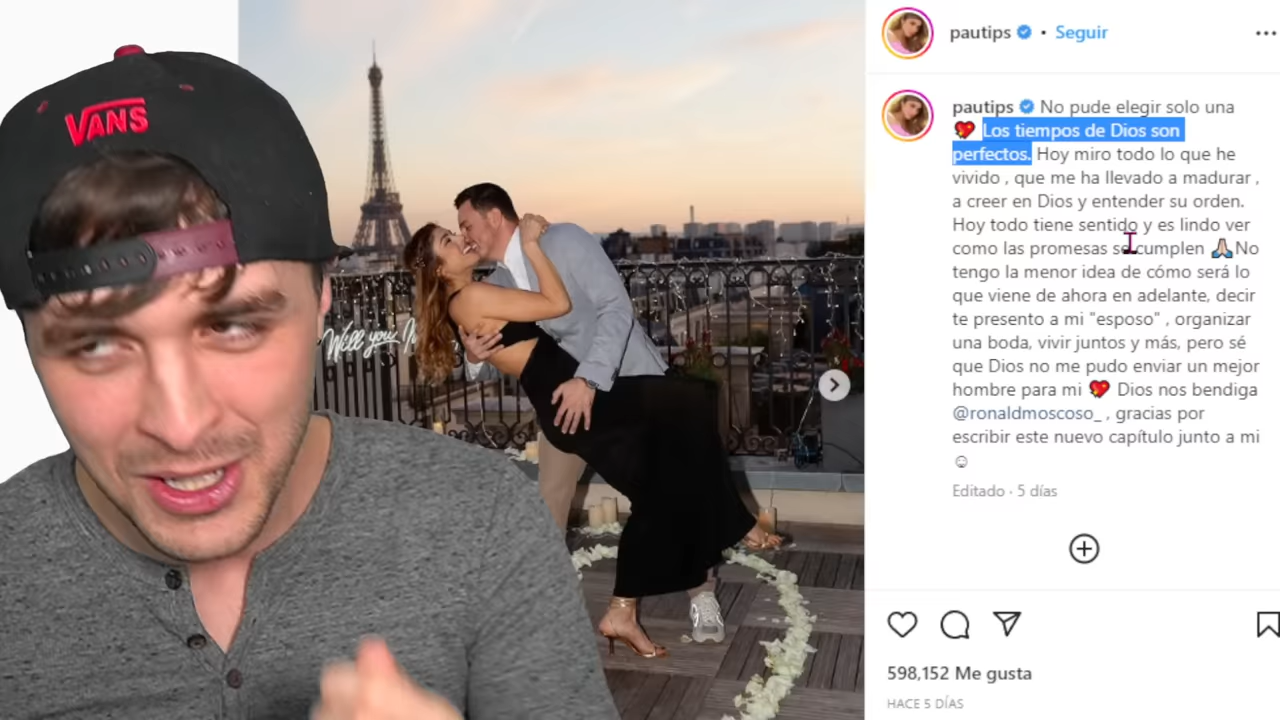 VANS
Will you M
pautips • Seguir
pautips No pude elegir solo una
💖 Los tiempos de Dios son
perfectos. Hoy miro todo lo que he
vivido , que me ha llevado a madurar ,
a creer en Dios y entender su orden.
Hoy todo tiene sentido y es lindo ver
como las promesas se cumplen 🙏🏼No
tengo la menor idea de cómo será lo
que viene de ahora en adelante, decir
te presento a mi "esposo" , organizar
una boda, vivir juntos y más, pero sé
que Dios no me pudo enviar un mejor
hombre para mi 💖 Dios nos bendiga
@ronaldmoscoso_ , gracias por
escribir este nuevo capítulo junto a mi
☺
Editado · 5 días
598,152 Me gusta
HACE 5 DÍAS